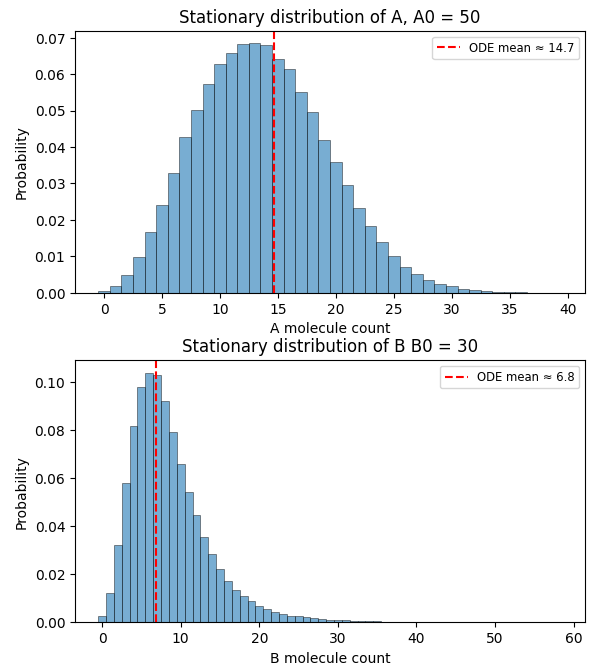 Stationary distribution of A, A0 = 50
0.07
0.06
0.05
0.04
0.03
0.02
0.01
0.00
Probability
ODE mean ≈ 14.7
0 5 10 15 20 25 30 35 40
A molecule count
Stationary distribution of B B0 = 30
0.10
0.08
0.06
0.04
0.02
0.00
Probability
ODE mean ≈ 6.8
0 10 20 30 40 50 60
B molecule count